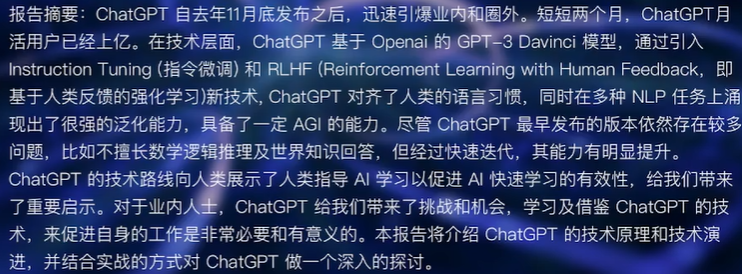 报告摘要：ChatGPT 自去年11月底发布之后，迅速引爆业内和圈外。短短两个月，ChatGPT月
活用户已经上亿。在技术层面，ChatGPT 基于 Openai 的 GPT-3 Davinci 模型，通过引入
Instruction Tuning (指令微调) 和 RLHF (Reinforcement Learning with Human Feedback，即
基于人类反馈的强化学习)新技术, ChatGPT 对齐了人类的语言习惯，同时在多种 NLP 任务上涌
现出了很强的泛化能力，具备了一定 AGI 的能力。尽管 ChatGPT 最早发布的版本依然存在较多
问题，比如不擅长数学逻辑推理及世界知识回答，但经过快速迭代，其能力有明显提升。
ChatGPT 的技术路线向人类展示了人类指导 AI 学习以促进 AI 快速学习的有效性，给我们带来
了重要启示。对于业内人士，ChatGPT 给我们带来了挑战和机会，学习及借鉴 ChatGPT 的技
术，来促进自身的工作是非常必要和有意义的。本报告将介绍 ChatGPT 的技术原理和技术演
进，并结合实战的方式对 ChatGPT 做一个深入的探讨。